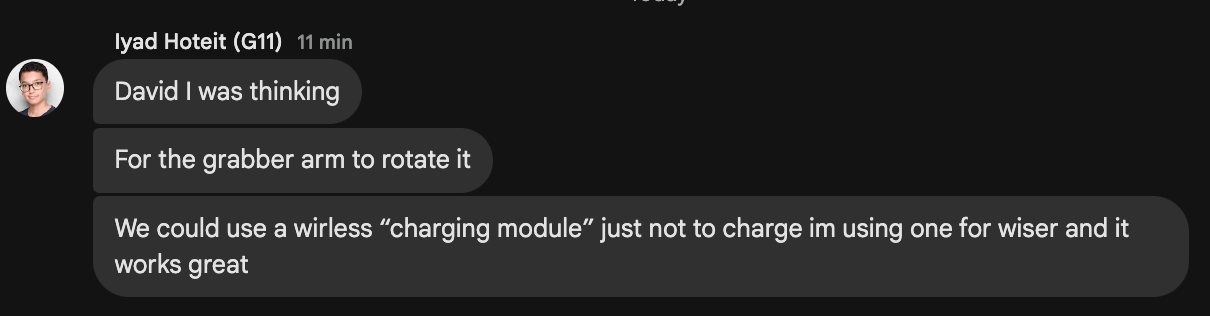 Today
Iyad Hoteit (G11) 11 min
David I was thinking
For the grabber arm to rotate it
We could use a wirless “charging module” just not to charge im using one for wiser and it
works great